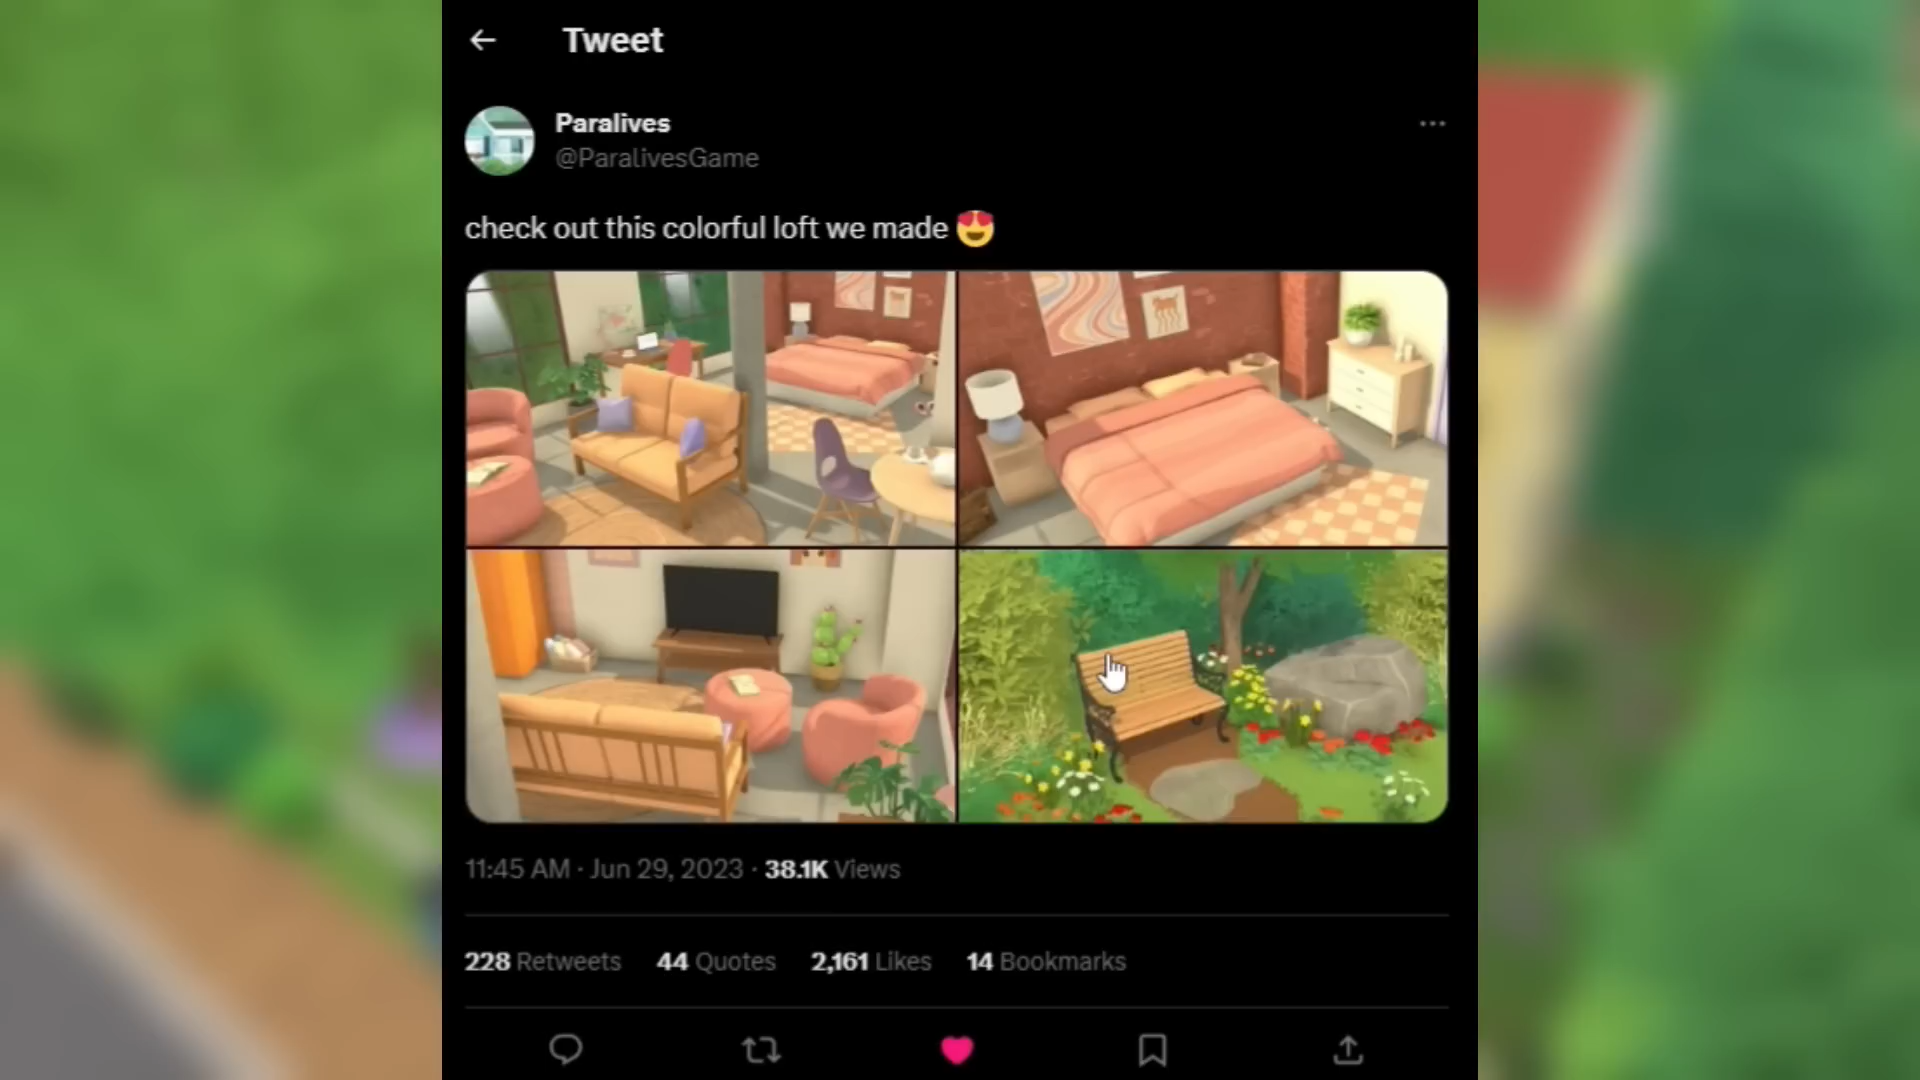 Tweet
Paralives
@ParalivesGame
check out this colorful loft we made 😍
11:45 AM · Jun 29, 2023 · 38.1K Views
228 Retweets 44 Quotes 2,161 Likes 14 Bookmarks